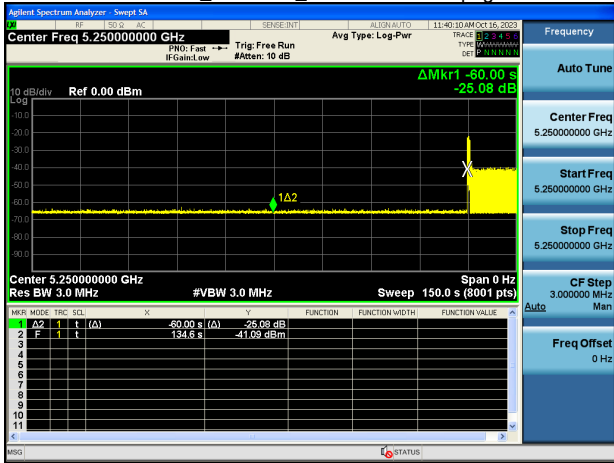 Agilent Spectrum Analyzer - Swept SA
RF 50 Ω AC SENSE:INT ALIGN AUTO 11:40:10 AM Oct 16, 2023
Center Freq 5.250000000 GHz
PNO: Fast Trig: Free Run Avg Type: Log-Pwr TRACE 1 2 3 4 5 6
IFGain:Low #Atten: 10 dB TYPE W
DET P N N N N N
ΔMkr1 -60.00 s
10 dB/div Ref 0.00 dBm -25.08 dB
Log
-10.0
-20.0
-30.0
-40.0
-50.0
-60.0
1Δ2
-70.0
-80.0
-90.0
Center 5.250000000 GHz Span 0 Hz
Res BW 3.0 MHz #VBW 3.0 MHz Sweep 150.0 s (8001 pts)
MKR MODE TRC SCL X Y FUNCTION FUNCTION WIDTH FUNCTION VALUE
1 Δ2 1 t (Δ) -60.00 s (Δ) -25.08 dB
2 F 1 t 134.6 s -41.09 dBm
3
4
5
6
7
8
9
10
11
MSG STATUS
Frequency
Auto Tune
Center Freq
5.250000000 GHz
Start Freq
5.250000000 GHz
Stop Freq
5.250000000 GHz
CF Step
3.000000 MHz
Auto Man
Freq Offset
0 Hz